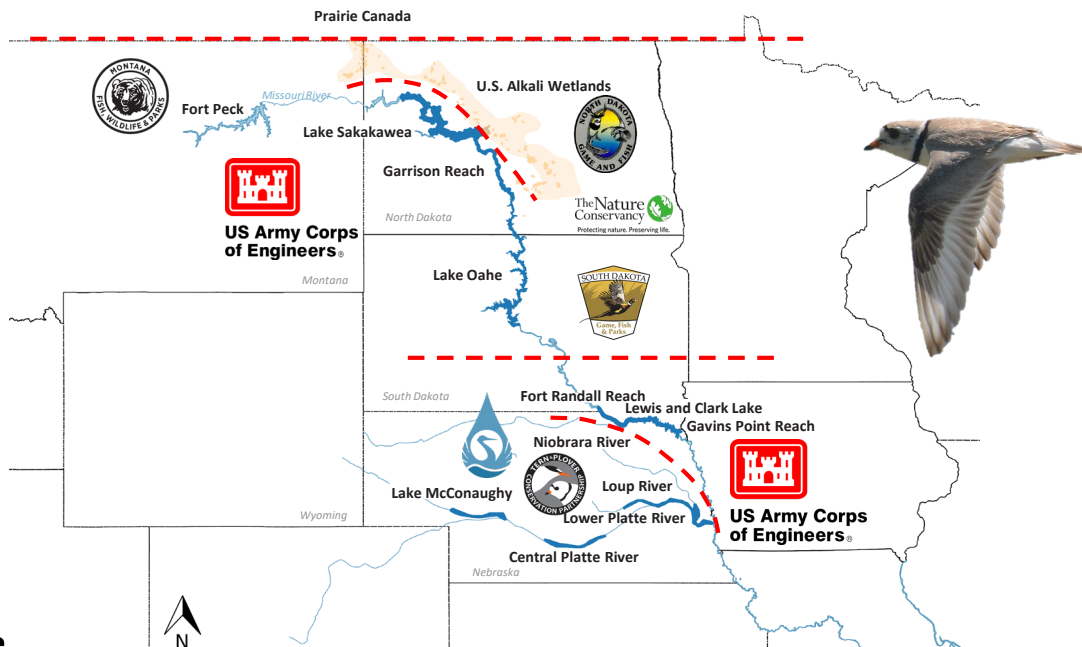 Prairie Canada
MONTANA
FISH, WILDLIFE & PARKS
Missouri River
Fort Peck
U.S. Alkali Wetlands
NORTH DAKOTA
GAME AND FISH
Lake Sakakawea
Garrison Reach
US Army Corps
of Engineers®
The Nature
Conservancy
Protecting nature. Preserving life.
North Dakota
Montana
Lake Oahe
SOUTH DAKOTA
Game, Fish
& Parks
South Dakota
Fort Randall Reach
Lewis and Clark Lake
Gavins Point Reach
Niobrara River
TERN & PLOVER
CONSERVATION PARTNERSHIP
Loup River
Lake McConaughy
Lower Platte River
US Army Corps
of Engineers®
Wyoming
Central Platte River
Nebraska
N